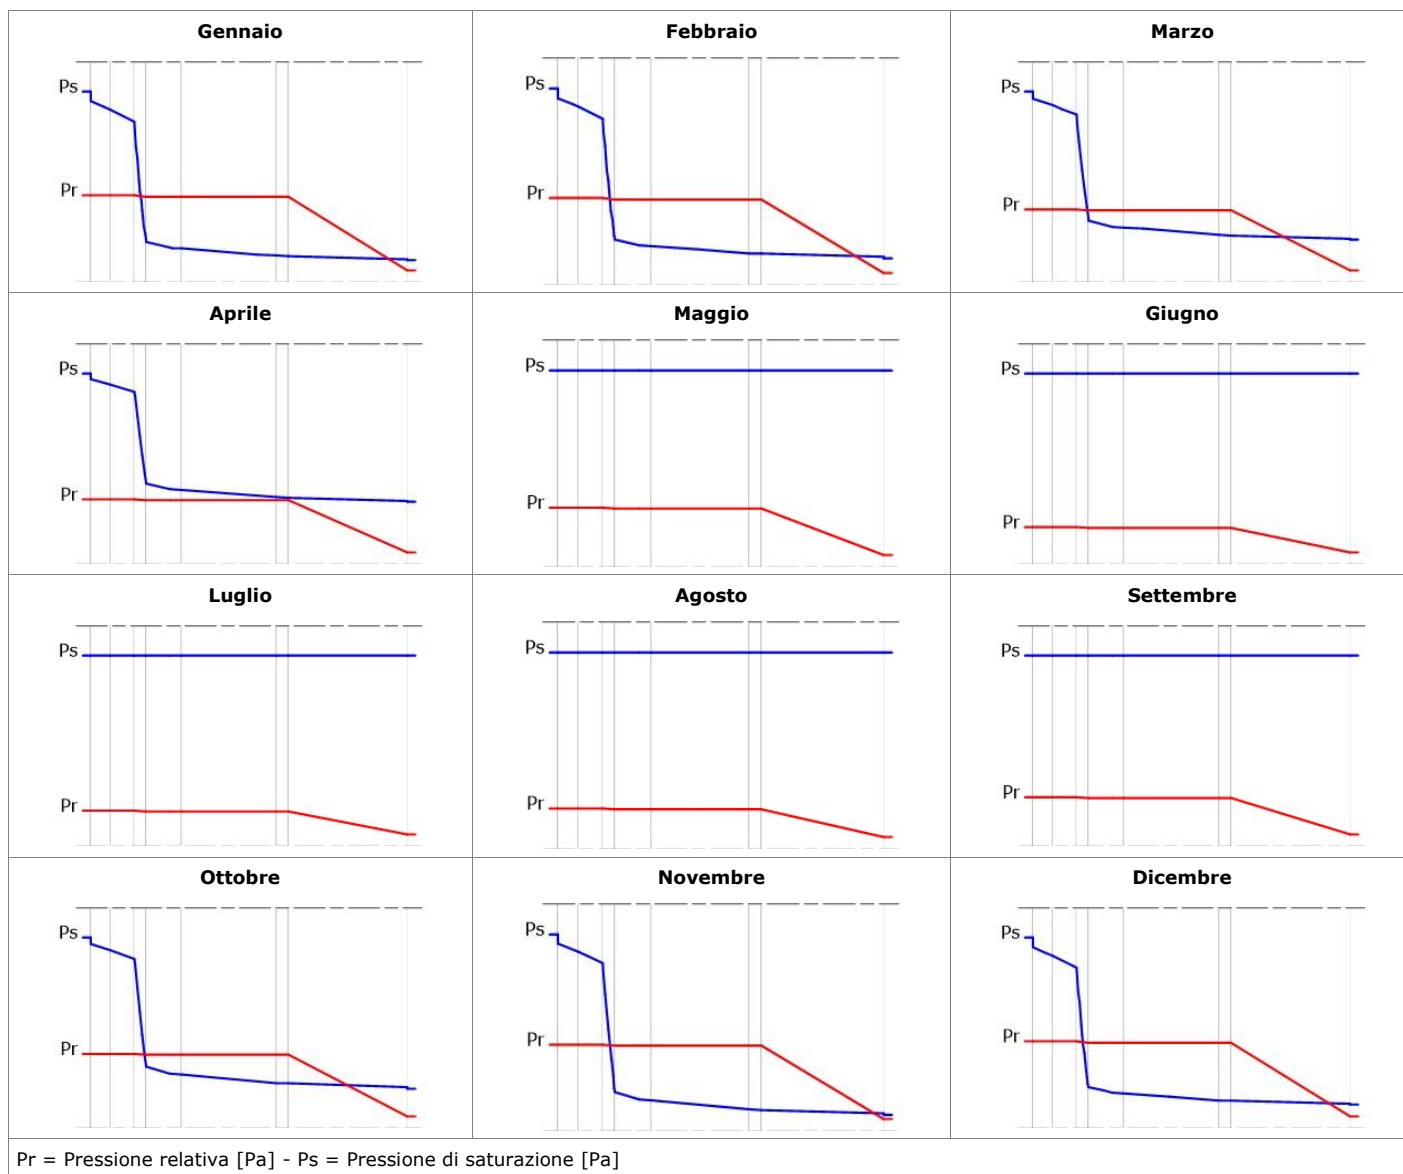 Gennaio
Febbraio
Marzo
Ps
Pr
Ps
Pr
Ps
Pr
Aprile
Maggio
Giugno
Ps
Pr
Ps
Pr
Ps
Pr
Luglio
Agosto
Settembre
Ps
Pr
Ps
Pr
Ps
Pr
Ottobre
Novembre
Dicembre
Ps
Pr
Ps
Pr
Ps
Pr
Pr = Pressione relativa [Pa] - Ps = Pressione di saturazione [Pa]